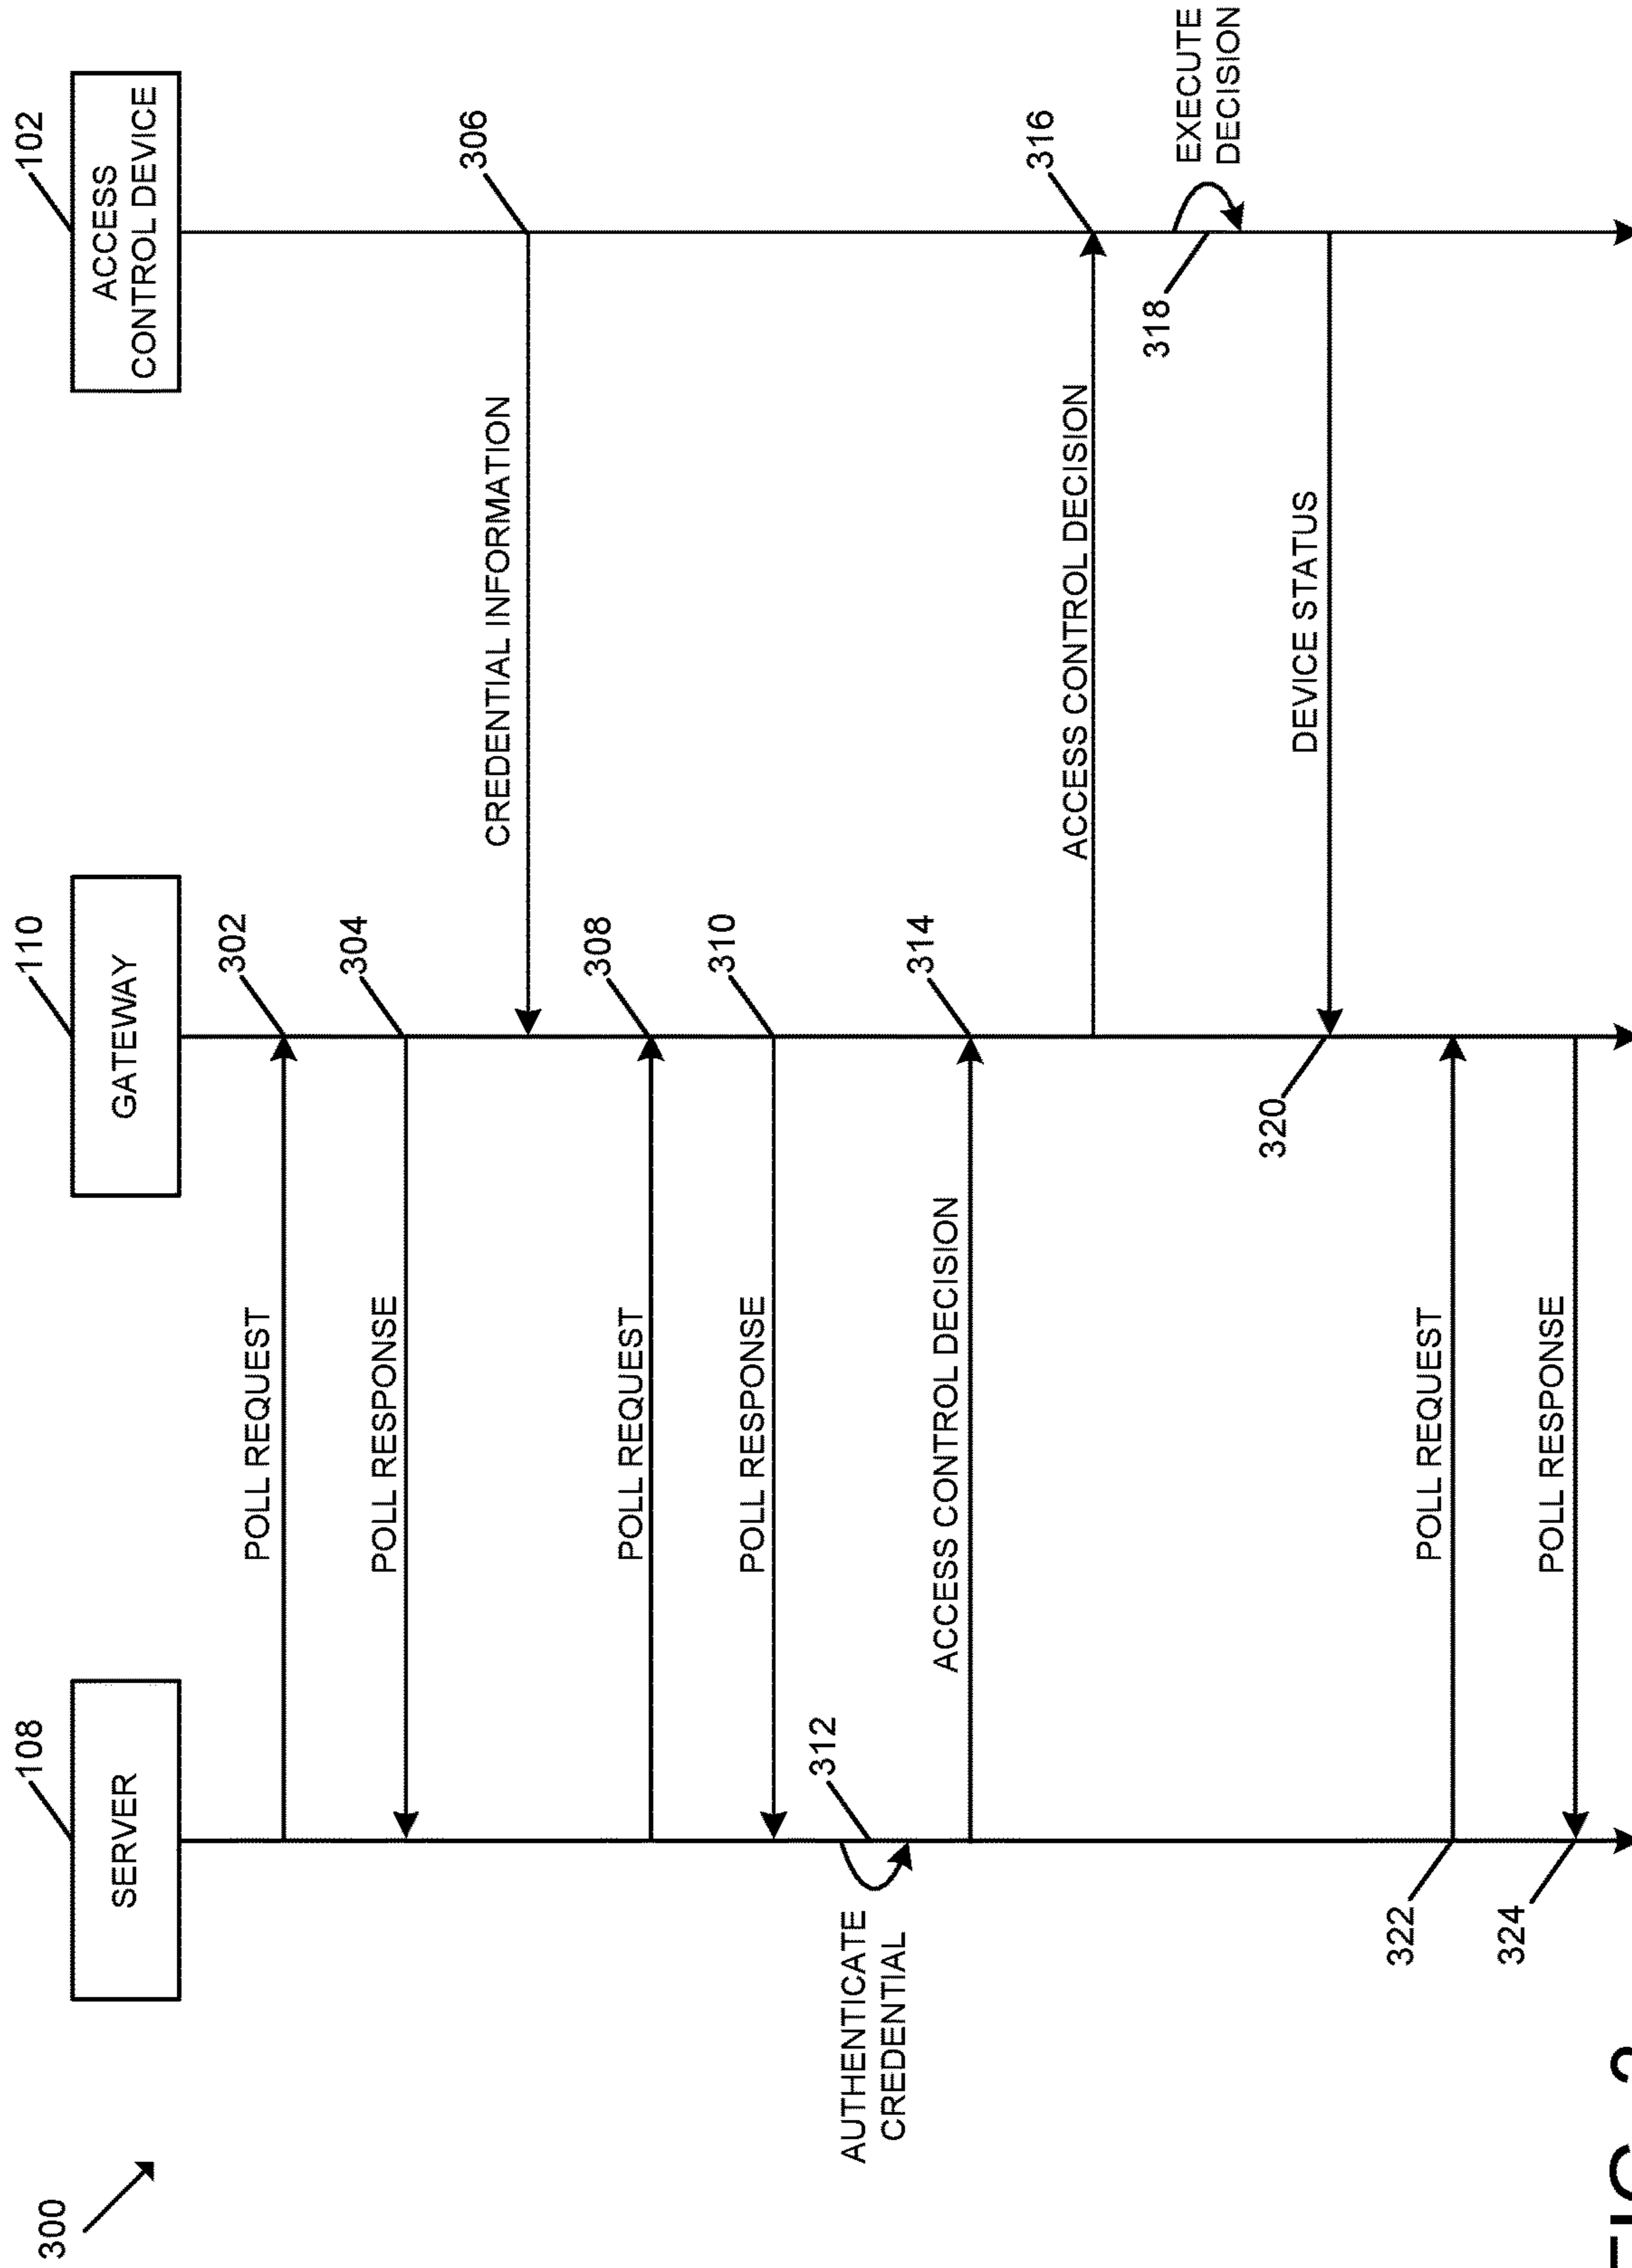 300
108
110
102
SERVER
GATEWAY
ACCESS
CONTROL DEVICE
302
POLL REQUEST
304
POLL RESPONSE
306
CREDENTIAL INFORMATION
308
POLL REQUEST
310
POLL RESPONSE
312
AUTHENTICATE
CREDENTIAL
314
ACCESS CONTROL DECISION
316
ACCESS CONTROL DECISION
318
EXECUTE
DECISION
320
DEVICE STATUS
322
POLL REQUEST
324
POLL RESPONSE